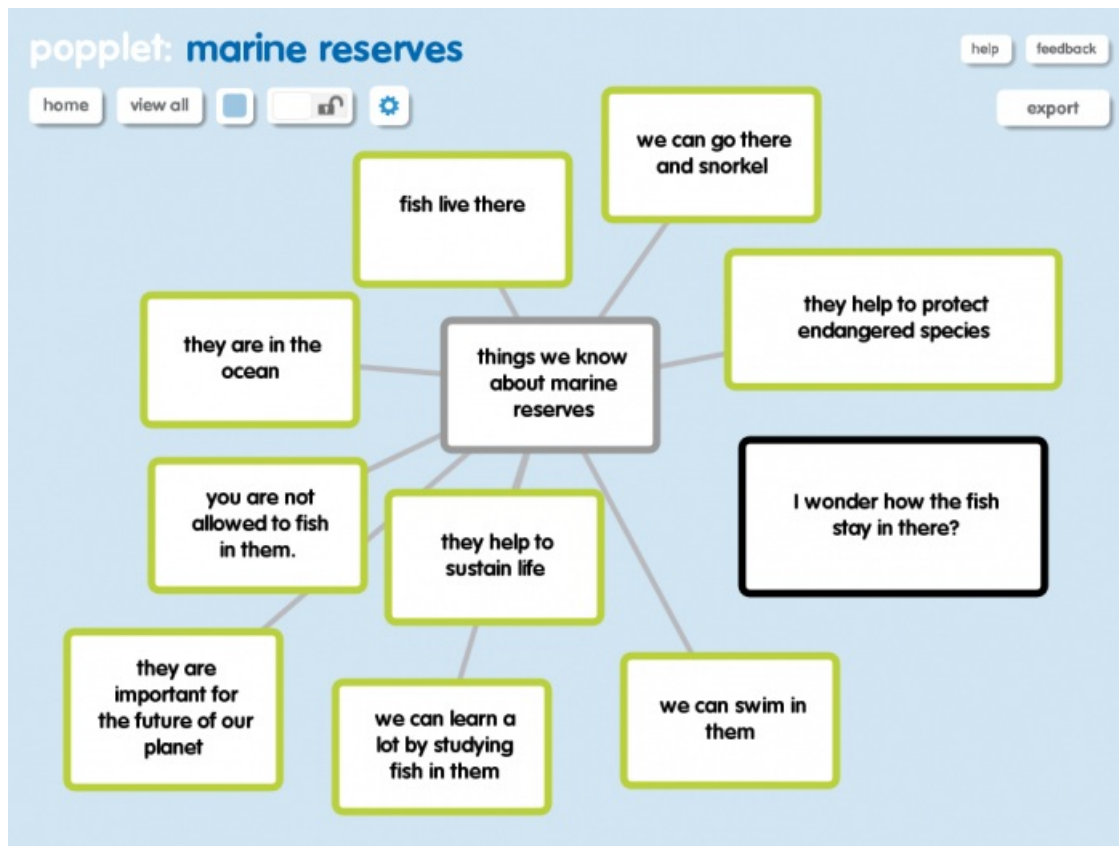 popplet: marine reserves
help
feedback
home
view all
export
we can go there
and snorkel
fish live there
they help to protect
endangered species
they are in the
ocean
things we know
about marine
reserves
you are not
allowed to fish
in them.
they help to
sustain life
I wonder how the fish
stay in there?
they are
important for
the future of our
planet
we can learn a
lot by studying
fish in them
we can swim in
them